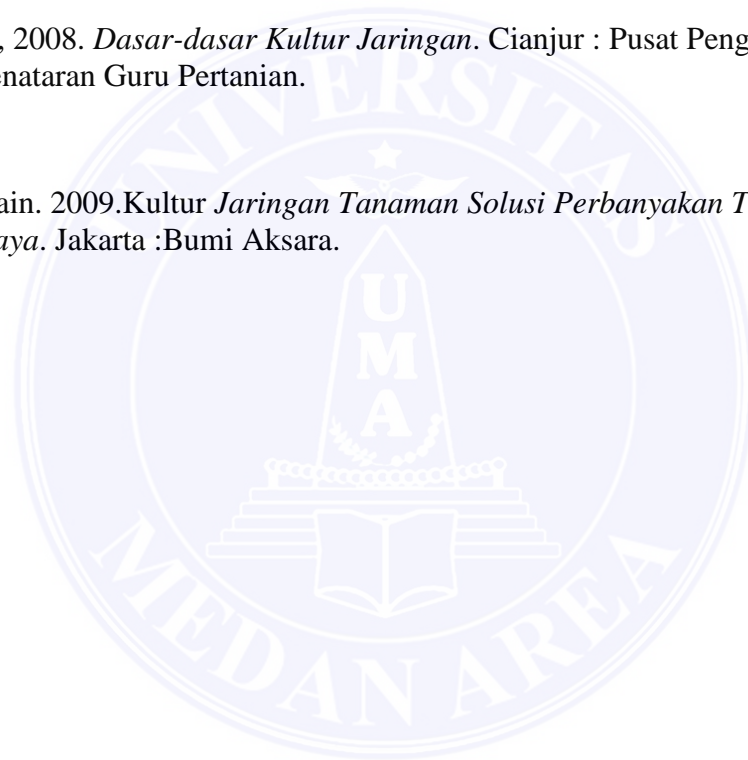 , 2008. Dasar-dasar Kultur Jaringan. Cianjur : Pusat Peng
enataran Guru Pertanian.
ain. 2009.Kultur Jaringan Tanaman Solusi Perbanyakan T
aya. Jakarta :Bumi Aksara.
UNIVERSITAS
UMA
MEDAN AREA